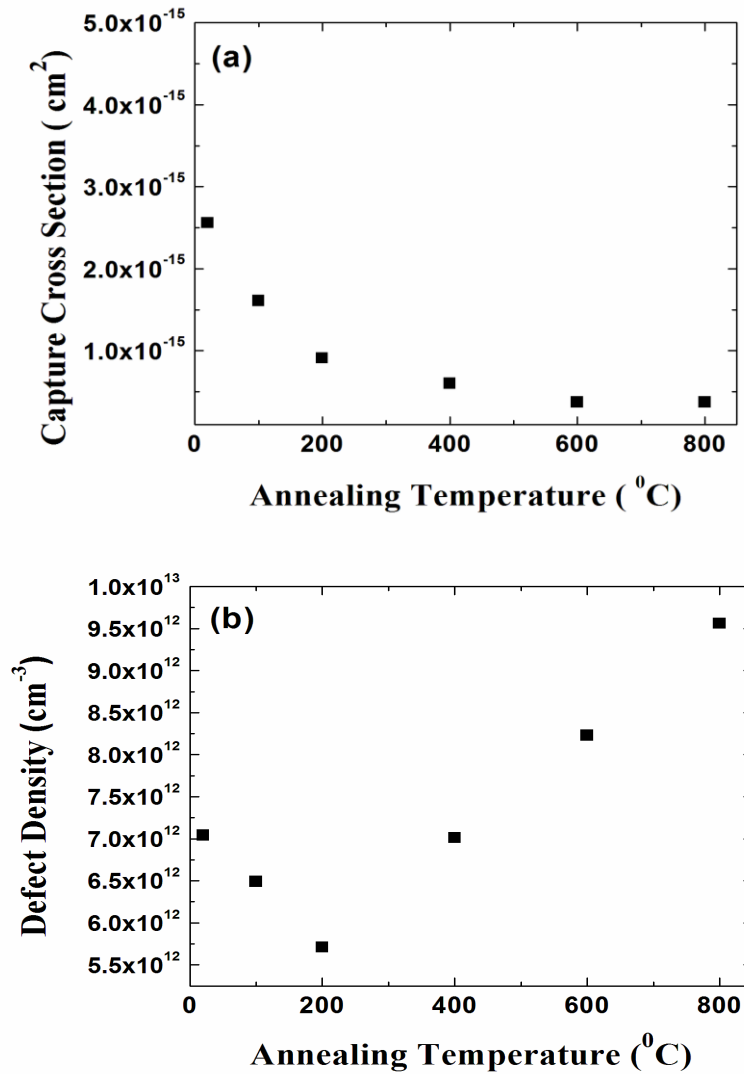 5.0x10^-15
(a)
4.0x10^-15
3.0x10^-15
2.0x10^-15
1.0x10^-15
Capture Cross Section ( cm^2)
0 200 400 600 800
Annealing Temperature ( ^0C)
1.0x10^13
(b)
9.5x10^12
9.0x10^12
8.5x10^12
8.0x10^12
7.5x10^12
7.0x10^12
6.5x10^12
6.0x10^12
5.5x10^12
Defect Density (cm^-3)
0 200 400 600 800
Annealing Temperature (^0C)